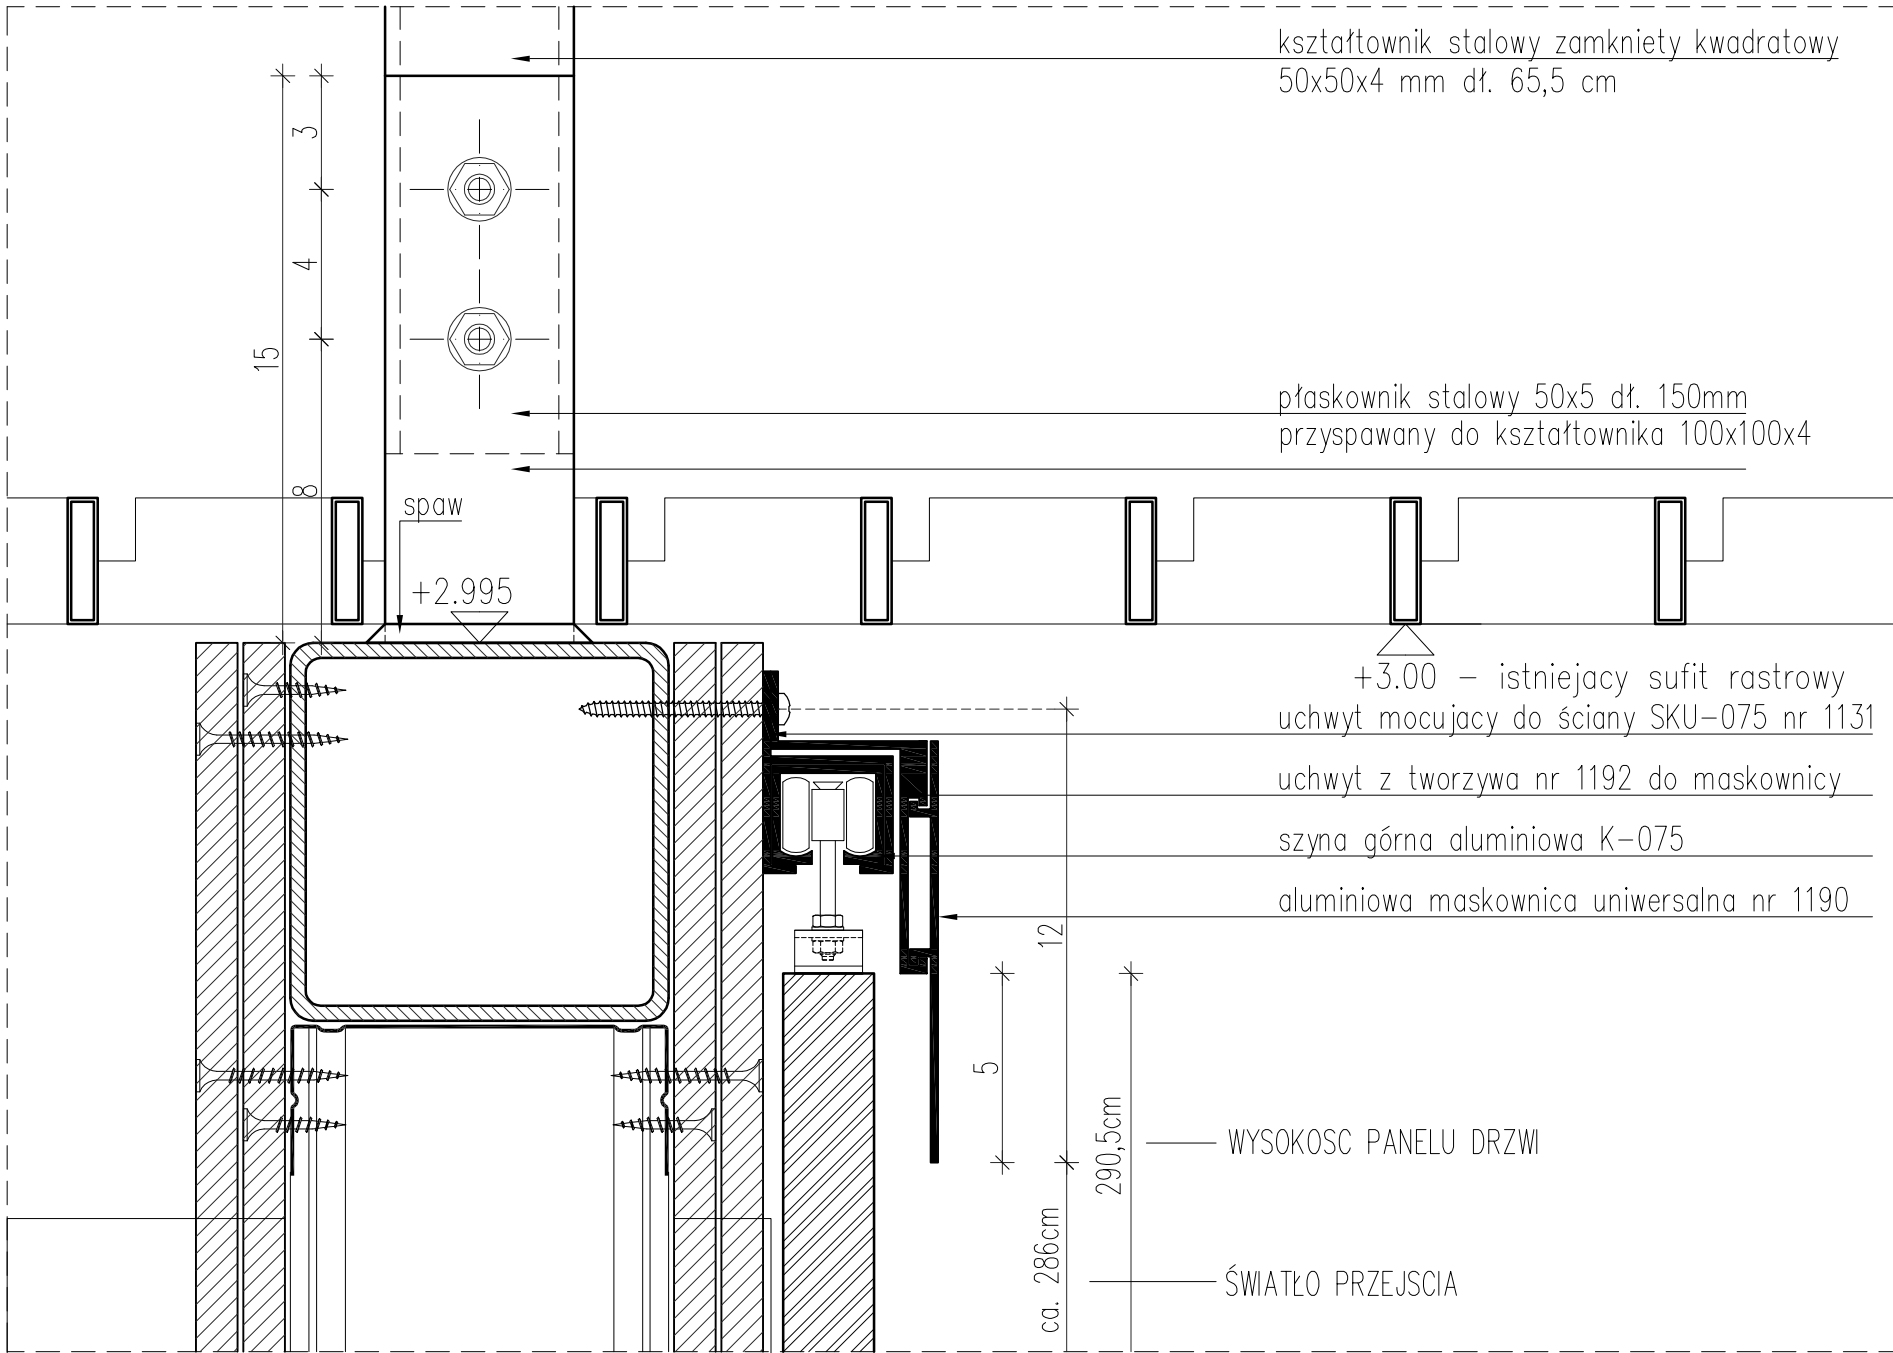 kształtownik stalowy zamkniety kwadratowy
50x50x4 mm dł. 65,5 cm
3
4
15
płaskownik stalowy 50x5 dł. 150mm
przyspawany do kształtownika 100x100x4
8
spaw
+2.995
+3.00 – istniejacy sufit rastrowy
uchwyt mocujacy do ściany SKU–075 nr 1131
uchwyt z tworzywa nr 1192 do maskownicy
szyna górna aluminiowa K–075
aluminiowa maskownica uniwersalna nr 1190
12
5
290,5cm
WYSOKOSC PANELU DRZWI
ca. 286cm
ŚWIATŁO PRZEJSCIA